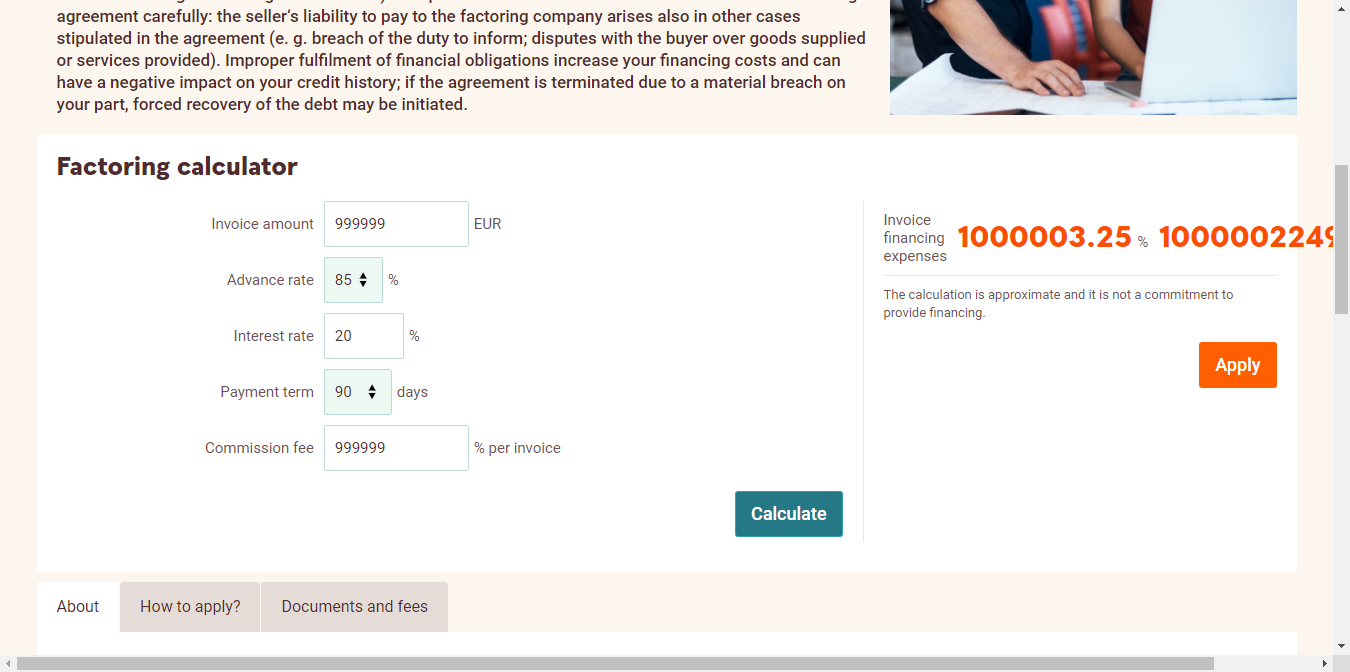 agreement carefully: the seller‘s liability to pay to the factoring company arises also in other cases
stipulated in the agreement (e. g. breach of the duty to inform; disputes with the buyer over goods supplied
or services provided). Improper fulfilment of financial obligations increase your financing costs and can
have a negative impact on your credit history; if the agreement is terminated due to a material breach on
your part, forced recovery of the debt may be initiated.
Factoring calculator
Invoice amount 999999 EUR
Advance rate 85 %
Interest rate 20 %
Payment term 90 days
Commission fee 999999 % per invoice
Calculate
Invoice
financing
expenses
1000003.25 % 1000002249
The calculation is approximate and it is not a commitment to
provide financing.
Apply
About
How to apply?
Documents and fees